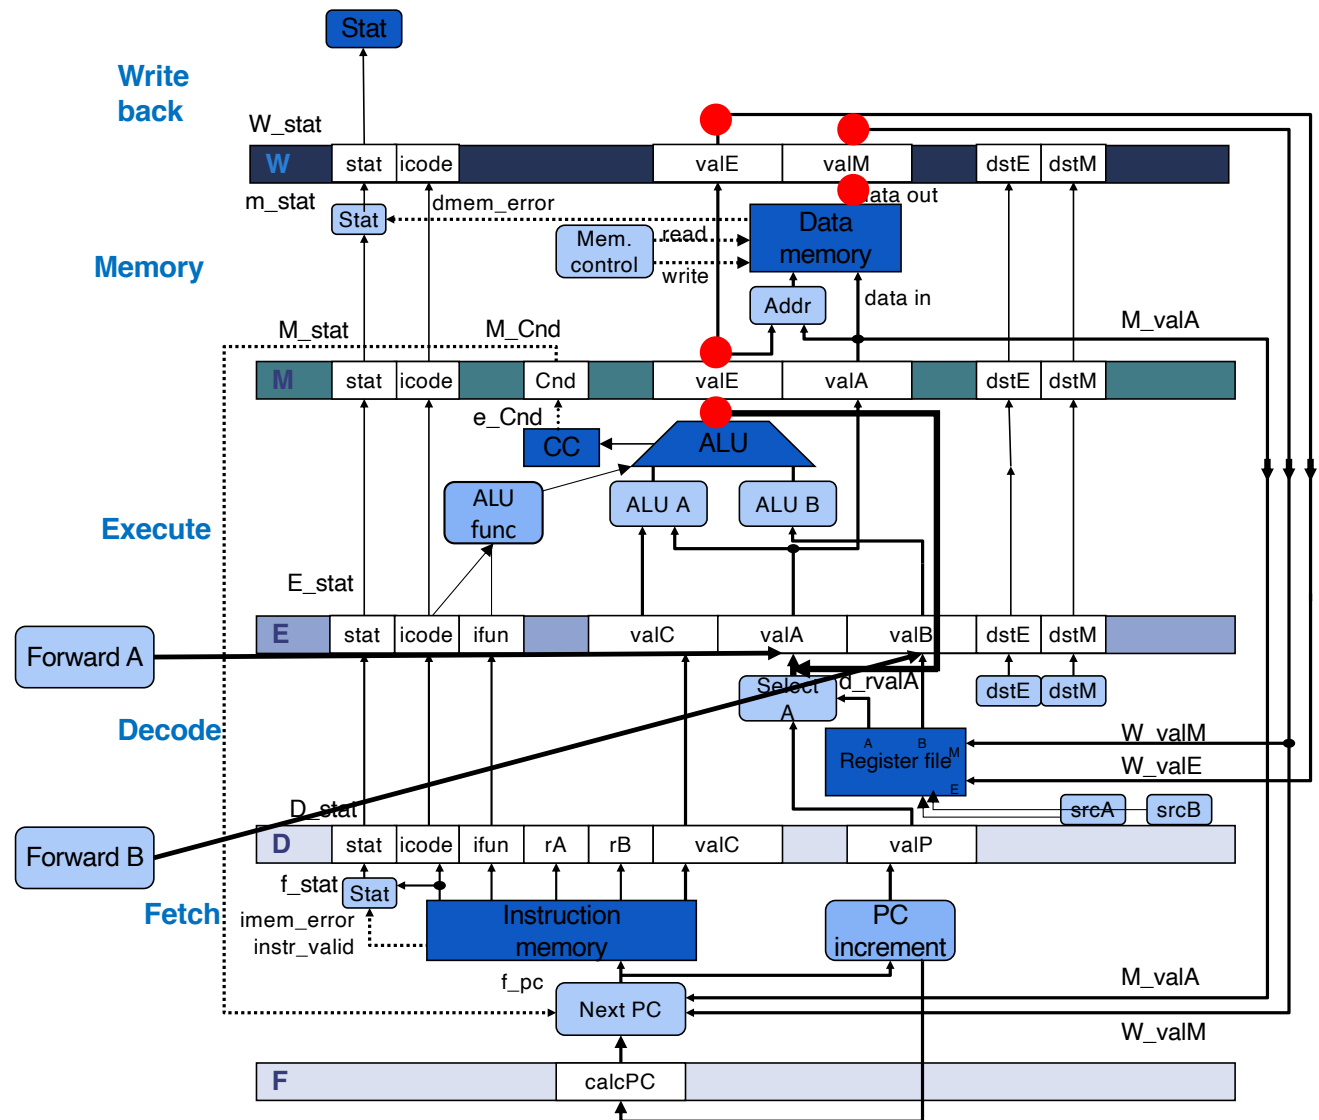 Stat
Write
back
W_stat
W
stat
icode
valE
valM
dstE
dstM
m_stat
Stat
dmem_error
data out
Mem.
control
read
write
Data
memory
Memory
Addr
data in
M_stat
M_Cnd
M_valA
M
stat
icode
Cnd
valE
valA
dstE
dstM
e_Cnd
CC
ALU
ALU
func
ALU A
ALU B
Execute
E_stat
E
stat
icode
ifun
valC
valA
valB
dstE
dstM
Forward A
Select
A
d_rvalA
dstE
dstM
Decode
A
B
M
Register file
E
W_valM
W_valE
srcA
srcB
D_stat
Forward B
D
stat
icode
ifun
rA
rB
valC
valP
f_stat
Stat
Fetch
imem_error
instr_valid
Instruction
memory
PC
increment
f_pc
Next PC
M_valA
W_valM
F
calcPC